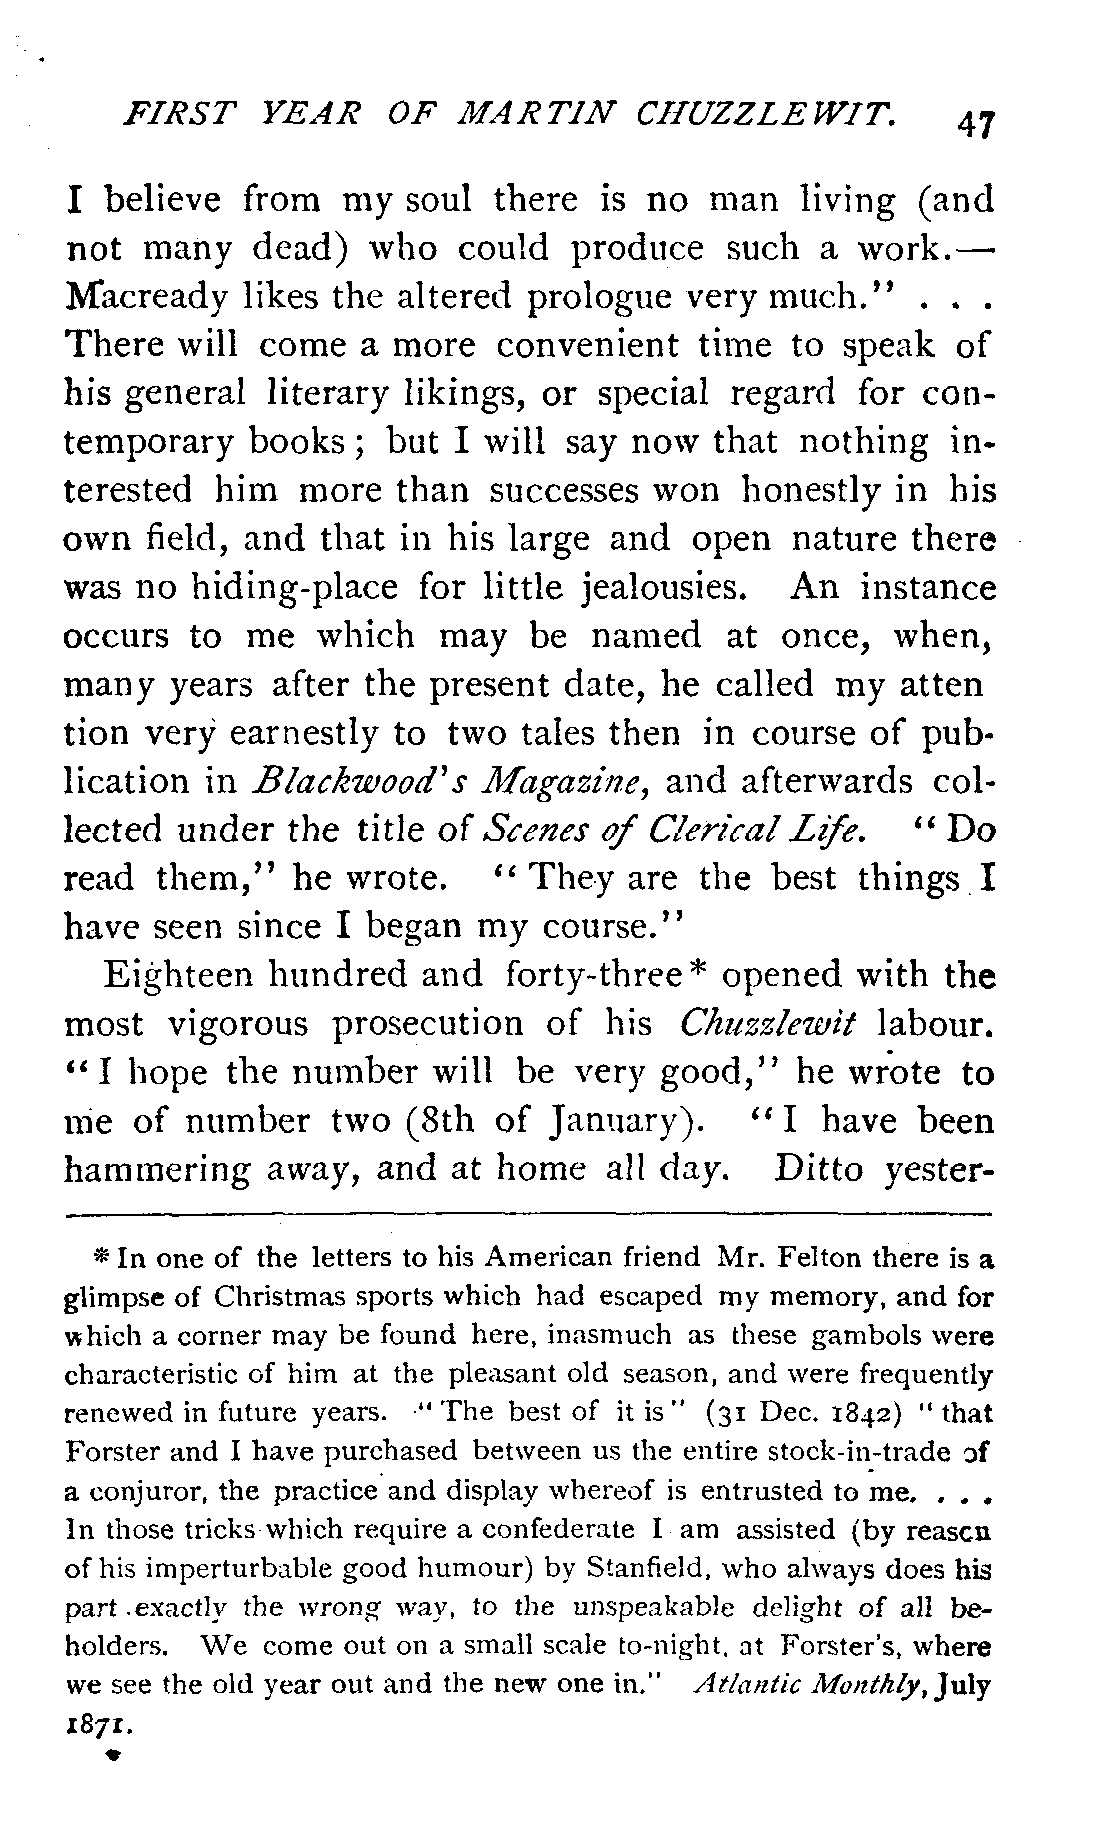 FIRST YEAR OF MARTIN CHUZZLEWIT. 47
I believe from my soul there is no man living (and
not many dead) who could produce such a work.—
Macready likes the altered prologue very much." . . .
There will come a more convenient time to speak of
his general literary likings, or special regard for con-
temporary books ; but I will say now that nothing in-
terested him more than successes won honestly in his
own field, and that in his large and open nature there
was no hiding-place for little jealousies. An instance
occurs to me which may be named at once, when,
many years after the present date, he called my atten
tion very earnestly to two tales then in course of pub-
lication in Blackwood's Magazine, and afterwards col-
lected under the title of Scenes of Clerical Life. "Do
read them," he wrote. "They are the best things I
have seen since I began my course."
Eighteen hundred and forty-three* opened with the
most vigorous prosecution of his Chuzzlewit labour.
"I hope the number will be very good," he wrote to
me of number two (8th of January). "I have been
hammering away, and at home all day. Ditto yester-
* In one of the letters to his American friend Mr. Felton there is a
glimpse of Christmas sports which had escaped my memory, and for
which a corner may be found here, inasmuch as these gambols were
characteristic of him at the pleasant old season, and were frequently
renewed in future years. "The best of it is" (31 Dec. 1842) "that
Forster and I have purchased between us the entire stock-in-trade of
a conjuror, the practice and display whereof is entrusted to me. . . .
In those tricks which require a confederate I am assisted (by reason
of his imperturbable good humour) by Stanfield, who always does his
part exactly the wrong way, to the unspeakable delight of all be-
holders. We come out on a small scale to-night, at Forster's, where
we see the old year out and the new one in." Atlantic Monthly, July
1871.